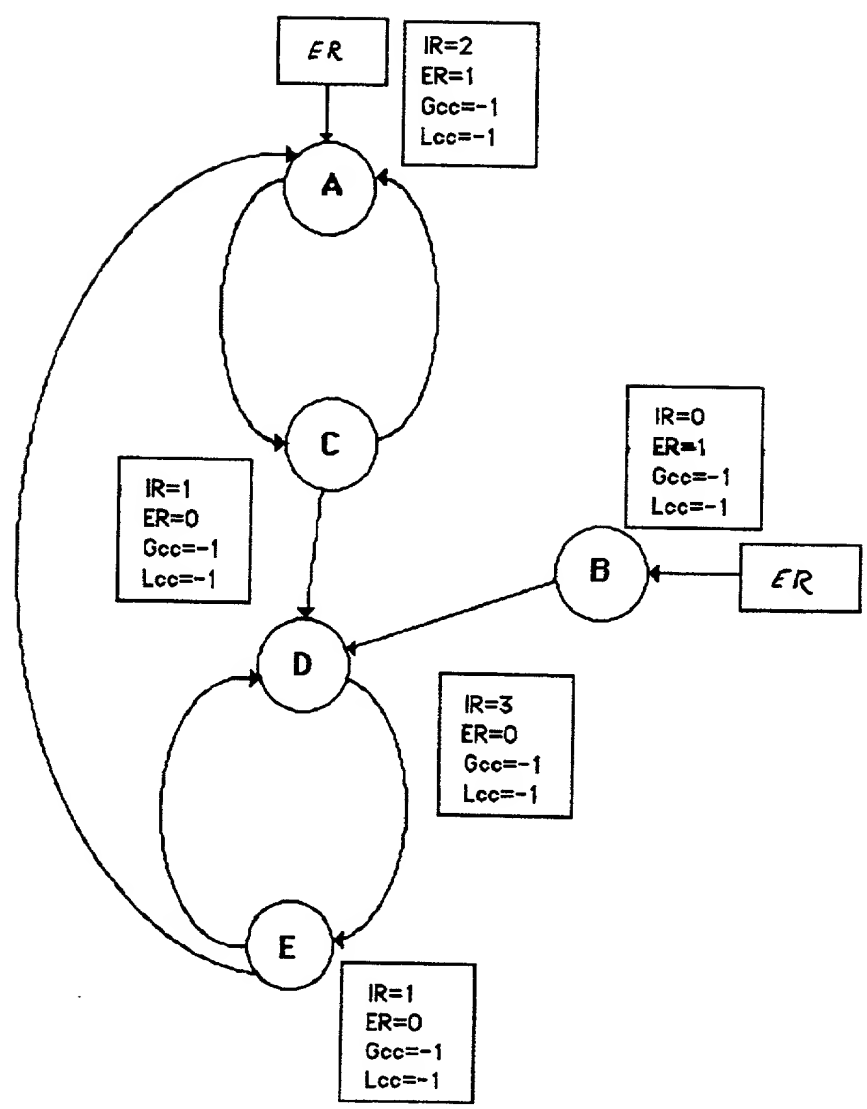 ER
IR=2
ER=1
Gcc=-1
Lcc=-1
A
C
IR=0
ER=1
Gcc=-1
Lcc=-1
IR=1
ER=0
Gcc=-1
Lcc=-1
B
ER
D
IR=3
ER=0
Gcc=-1
Lcc=-1
E
IR=1
ER=0
Gcc=-1
Lcc=-1